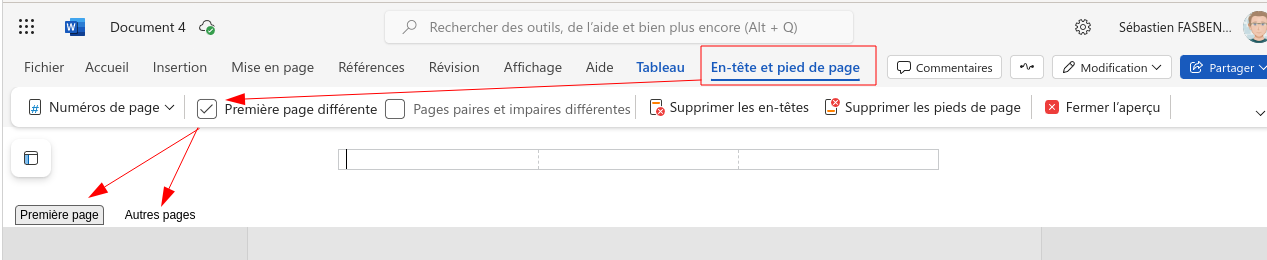 Document 4
Rechercher des outils, de l'aide et bien plus encore (Alt + Q)
Sébastien FASBEN...
Fichier Accueil Insertion Mise en page Références Révision Affichage Aide Tableau En-tête et pied de page Commentaires Modification Partager
Numéros de page Première page différente Pages paires et impaires différentes Supprimer les en-têtes Supprimer les pieds de page Fermer l'aperçu
Première page Autres pages